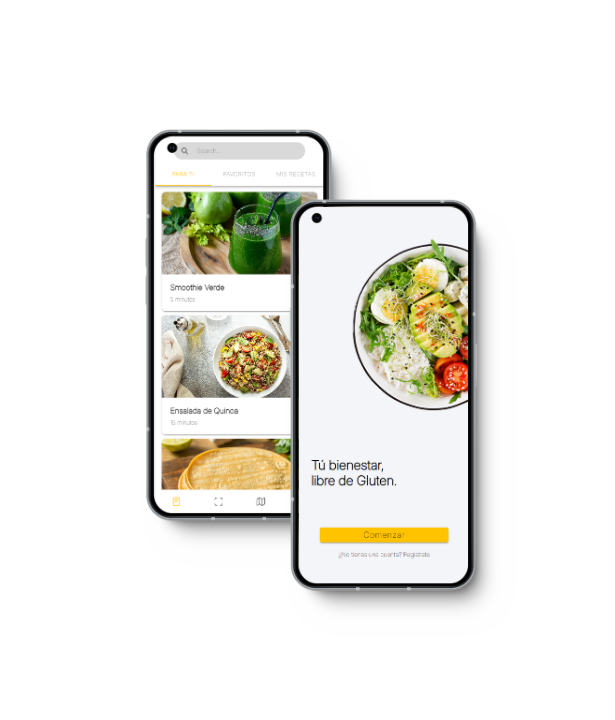 Search...
PARA TI FAVORITOS MIS RECETAS
Smoothie Verde
5 minutos
Ensalada de Quinoa
15 minutos
Tú bienestar,
libre de Gluten.
Comenzar
¿No tienes una cuenta? Regístrate